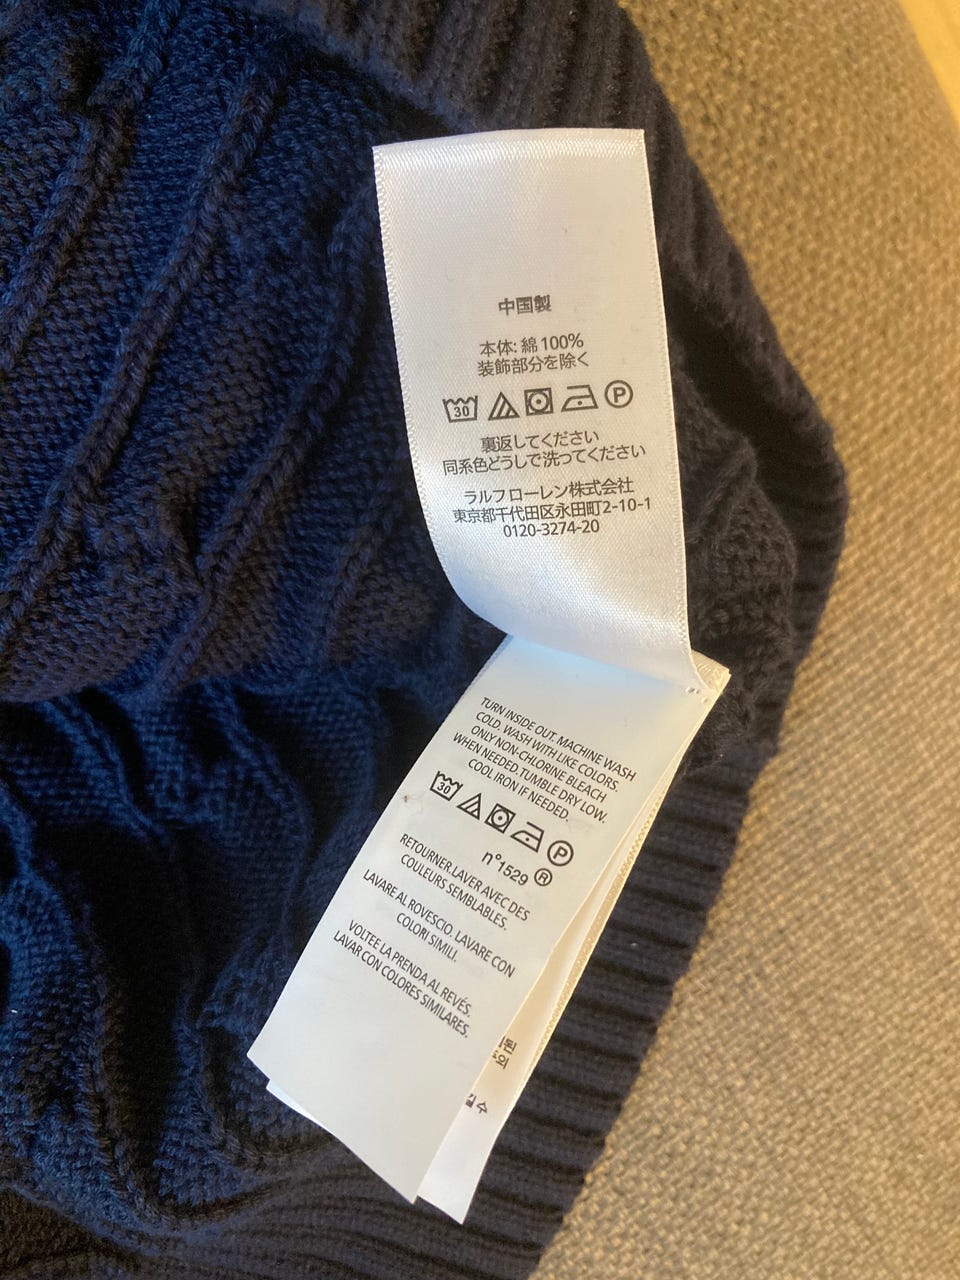 中国製
本体: 綿 100%
装飾部分を除く
30 P
裏返してください
同系色どうしで洗ってください
ラルフ ローレン株式会社
東京都千代田区永田町2-10-1
0120-3274-20
TURN INSIDE OUT. MACHINE WASH
COLD. WASH WITH LIKE COLORS.
ONLY NON-CHLORINE BLEACH
WHEN NEEDED. TUMBLE DRY LOW.
COOL IRON IF NEEDED.
30 P
n°1529 ®
RETOURNER. LAVER AVEC DES
COULEURS SEMBLABLES.
LAVARE AL ROVESCIO. LAVARE CON
COLORI SIMILI.
VOLTEE LA PRENDA AL REVÉS.
LAVAR CON COLORES SIMILARES.
된
의
수